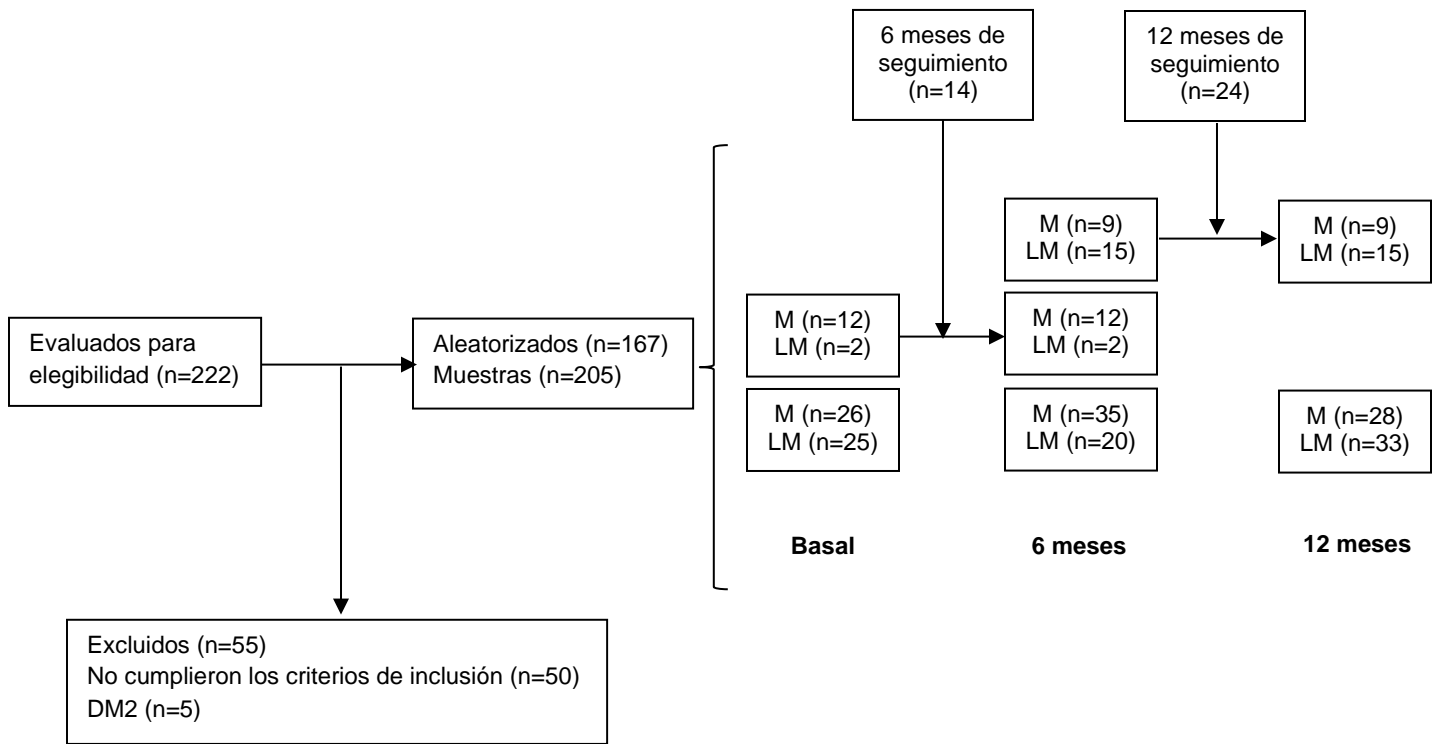 6 meses de
seguimiento
(n=14)
12 meses de
seguimiento
(n=24)
M (n=9)
LM (n=15)
M (n=9)
LM (n=15)
Evaluados para
elegibilidad (n=222)
Aleatorizados (n=167)
Muestras (n=205)
M (n=12)
LM (n=2)
M (n=12)
LM (n=2)
M (n=26)
LM (n=25)
M (n=35)
LM (n=20)
M (n=28)
LM (n=33)
Basal
6 meses
12 meses
Excluidos (n=55)
No cumplieron los criterios de inclusión (n=50)
DM2 (n=5)